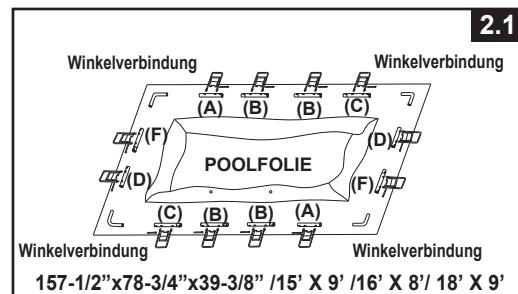 2.1
Winkelverbindung Winkelverbindung
(A) (B) (B) (C)
(F) (D)
POOLFOLIE
(D) (F)
(C) (B) (B) (A)
Winkelverbindung Winkelverbindung
157-1/2”x78-3/4”x39-3/8” /15’ X 9’ /16’ X 8’/ 18’ X 9’